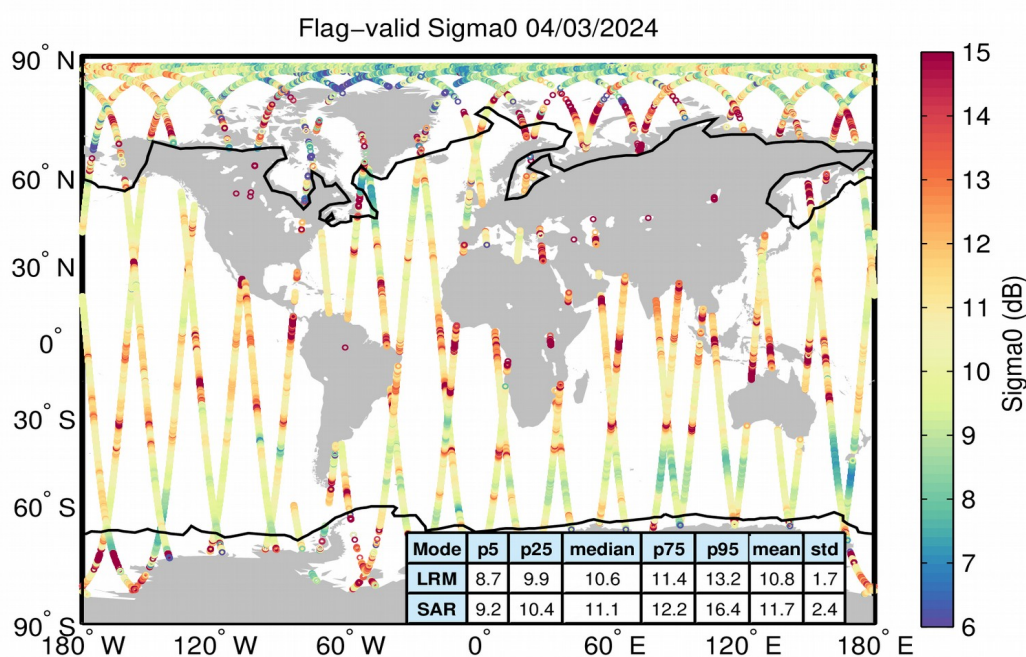 Flag−valid Sigma0 04/03/2024
90° N
60° N
30° N
0°
30° S
60° S
90° S
180° W
120° W
60° W
0°
60° E
120° E
180° E
Mode p5 p25 median p75 p95 mean std
LRM 8.7 9.9 10.6 11.4 13.2 10.8 1.7
SAR 9.2 10.4 11.1 12.2 16.4 11.7 2.4
15
14
13
12
11
10
9
8
7
6
Sigma0 (dB)